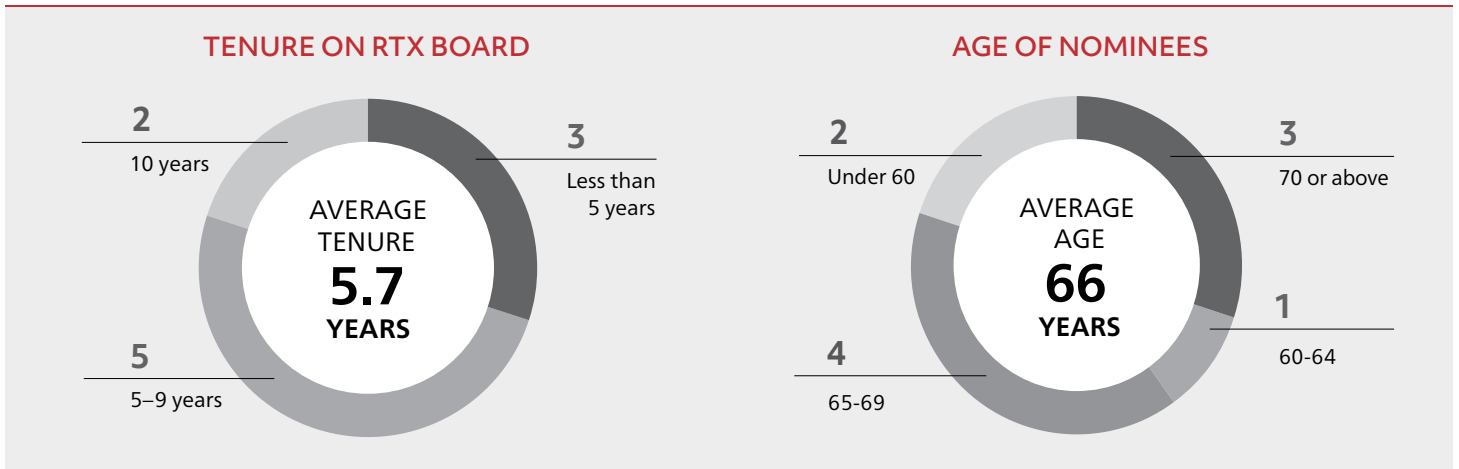 TENURE ON RTX BOARD
2
10 years
3
Less than
5 years
AVERAGE
TENURE
5.7
YEARS
5
5–9 years
AGE OF NOMINEES
2
Under 60
3
70 or above
AVERAGE
AGE
66
YEARS
1
60-64
4
65-69